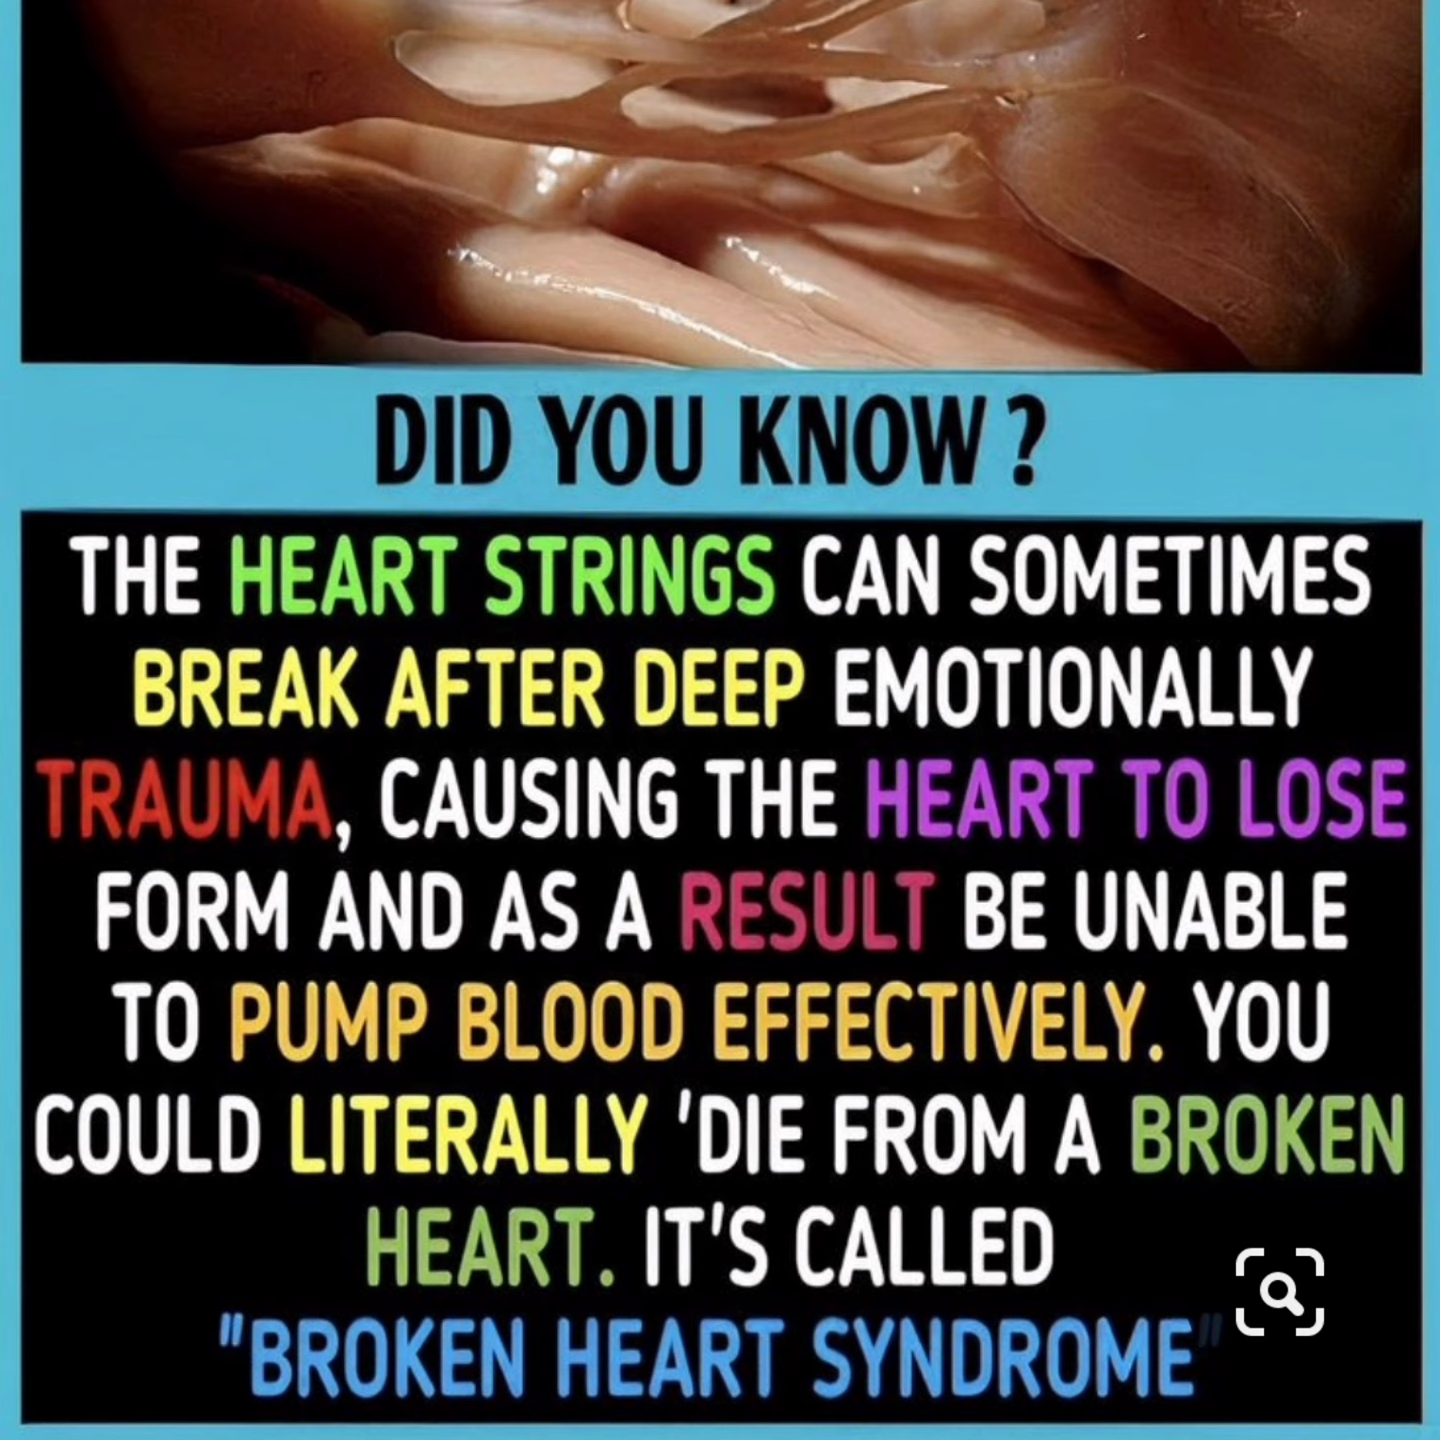 DID YOU KNOW?
THE HEART STRINGS CAN SOMETIMES
BREAK AFTER DEEP EMOTIONALLY
TRAUMA, CAUSING THE HEART TO LOSE
FORM AND AS A RESULT BE UNABLE
TO PUMP BLOOD EFFECTIVELY. YOU
COULD LITERALLY 'DIE FROM A BROKEN
HEART. IT'S CALLED
"BROKEN HEART SYNDROME"